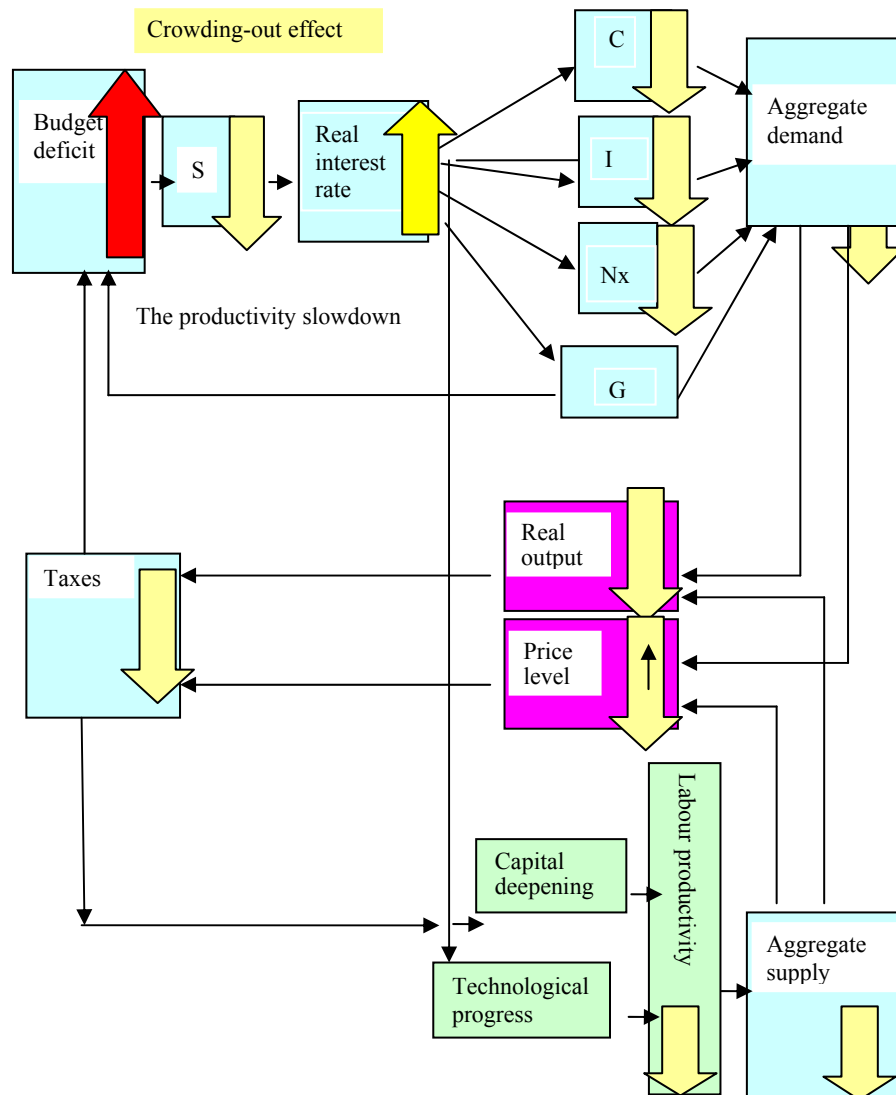 Crowding-out effect
Budget
deficit
S
Real
interest
rate
C
I
Nx
G
Aggregate
demand
The productivity slowdown
Taxes
Real
output
Price
level
Capital
deepening
Technological
progress
Labour productivity
Aggregate
supply